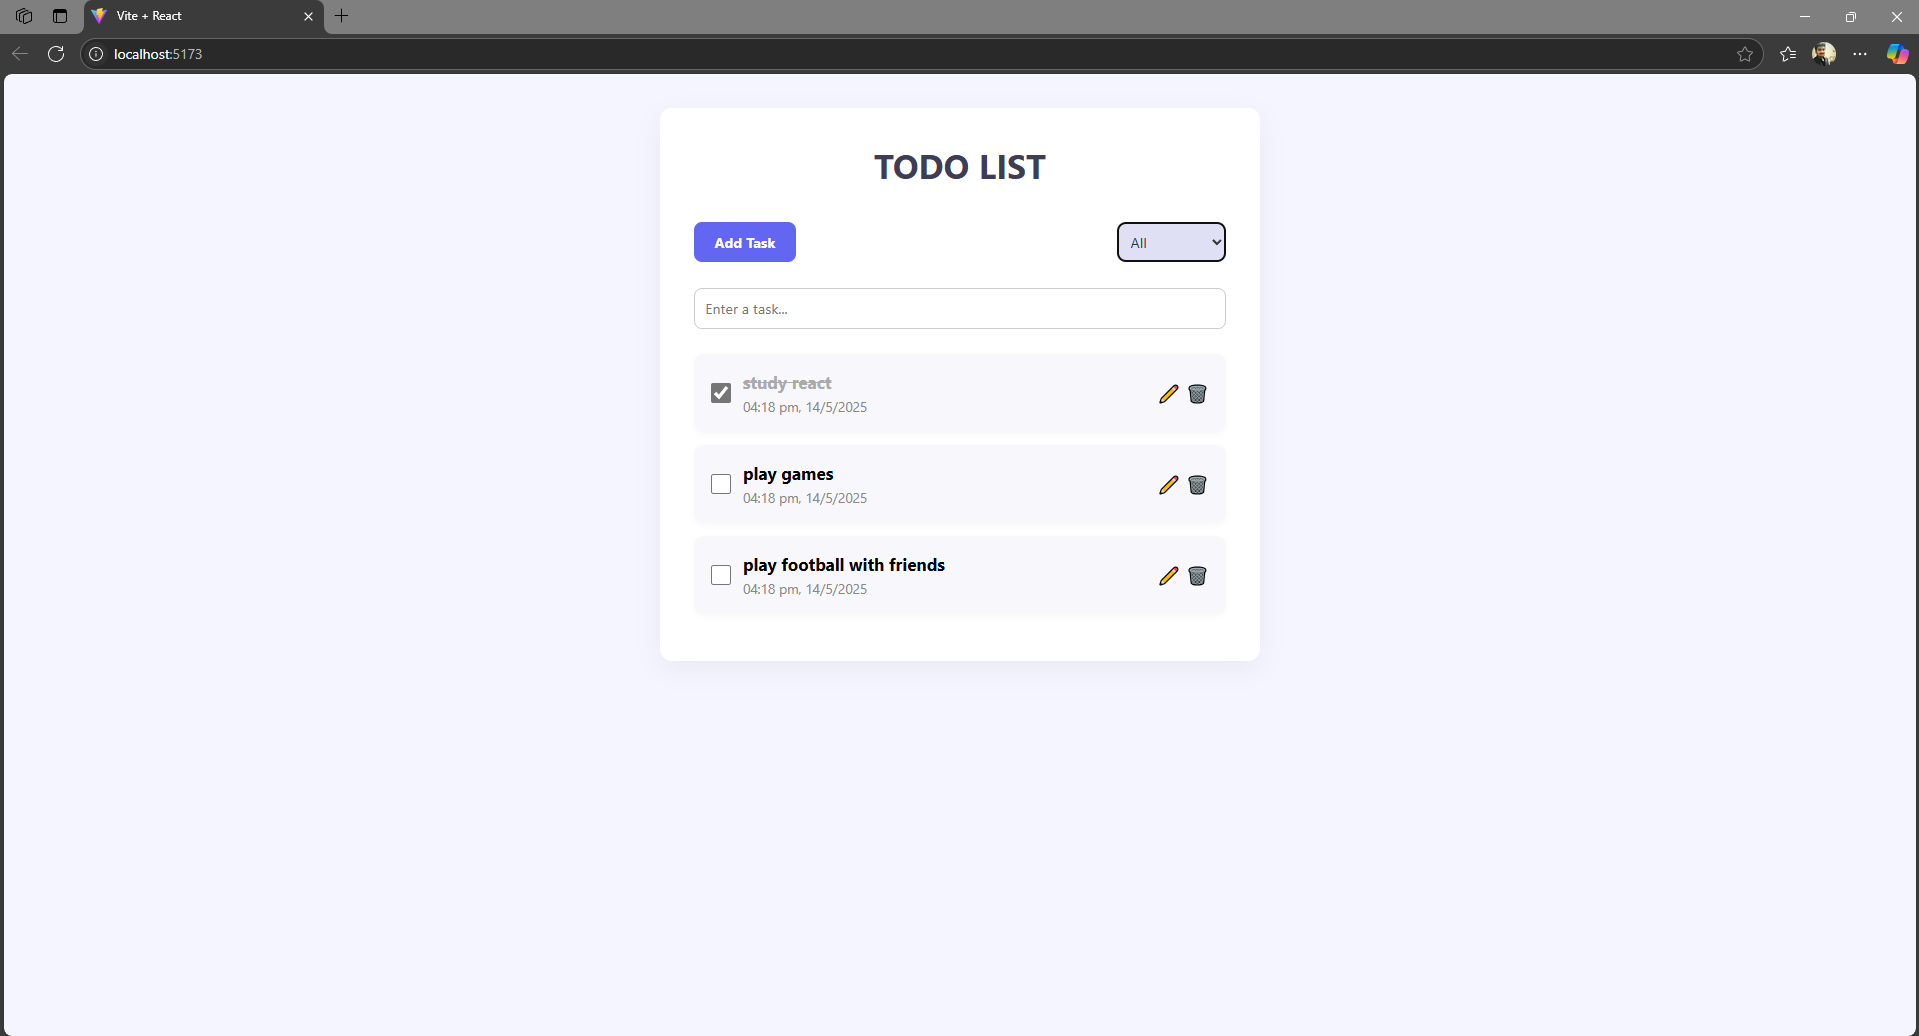 Vite + React
localhost:5173
TODO LIST
Add Task
All
Enter a task...
study react
04:18 pm, 14/5/2025
play games
04:18 pm, 14/5/2025
play football with friends
04:18 pm, 14/5/2025